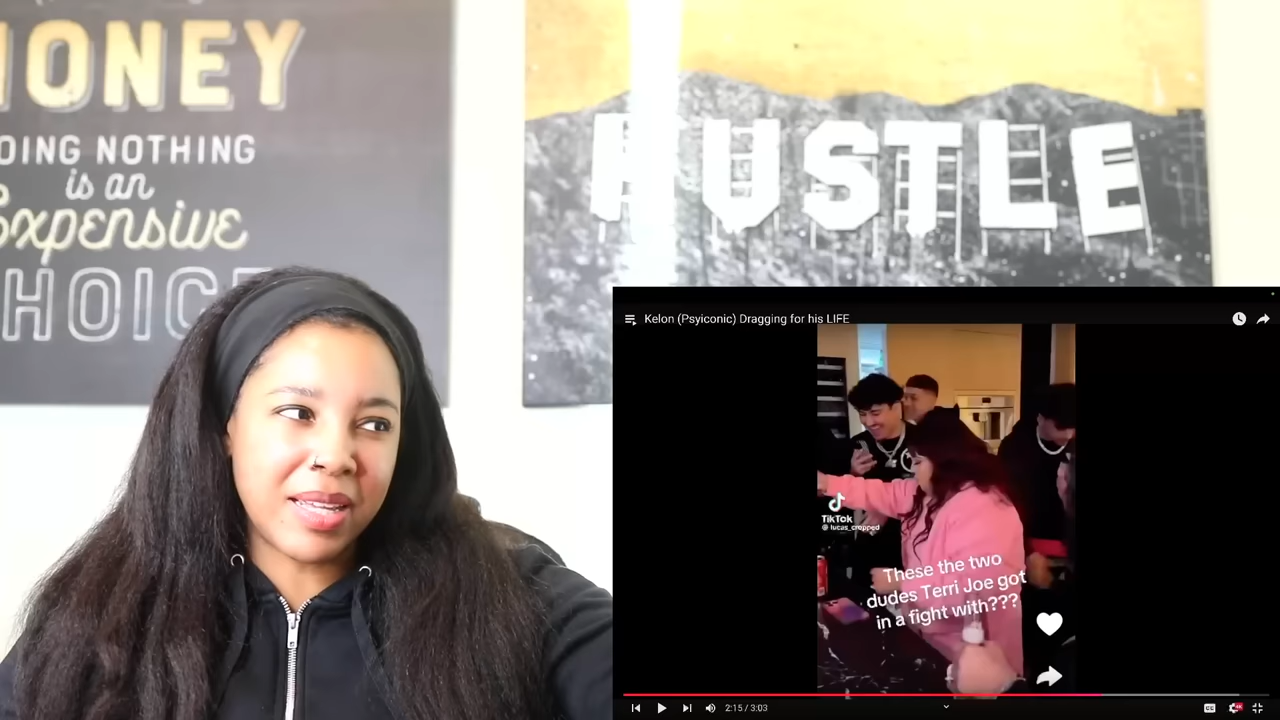 MONEY
DOING NOTHING
is an
Expensive
CHOICE
HUSTLE
Kelon (Psyiconic) Dragging for his LIFE
TikTok
@ lucas_cropped
These the two
dudes Terri Joe got
in a fight with???
2:15 / 3:03
CC